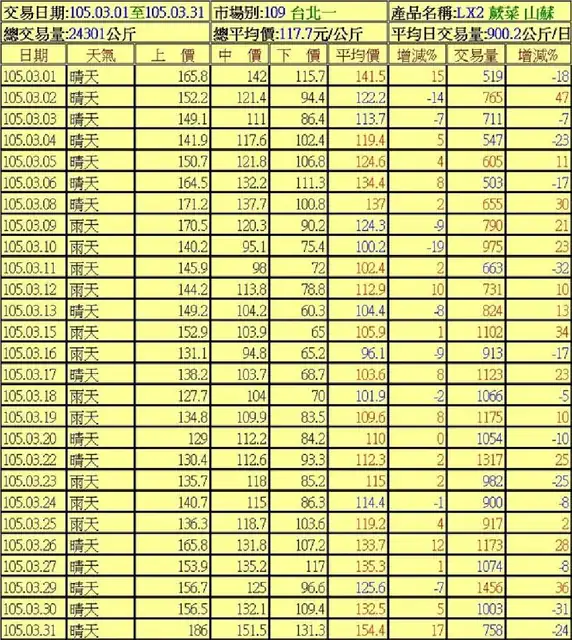 交易日期:105.03.01至105.03.31 市場別:109 台北一 產品名稱:LX2 蕨菜 山蘇
總交易量:24301公斤 總平均價:117.7元/公斤 平均日交易量:900.2公斤/日
日期 天氣 上 價 中 價 下 價 平均價 增減% 交易量 增減%
105.03.01 晴天 165.8 142 115.7 141.5 15 519 -18
105.03.02 晴天 152.2 121.4 94.4 122.2 -14 765 47
105.03.03 晴天 149.1 111 86.4 113.7 -7 711 -7
105.03.04 晴天 141.9 117.6 102.4 119.4 5 547 -23
105.03.05 晴天 150.7 121.8 106.8 124.6 4 605 11
105.03.06 晴天 164.5 132.2 111.3 134.4 8 503 -17
105.03.08 晴天 171.2 137.7 100.8 137 2 655 30
105.03.09 雨天 170.5 120.3 90.2 124.3 -9 790 21
105.03.10 雨天 140.2 95.1 75.4 100.2 -19 975 23
105.03.11 雨天 145.9 98 72 102.4 2 663 -32
105.03.12 雨天 144.2 113.8 78.8 112.9 10 731 10
105.03.13 晴天 149.2 104.2 60.3 104.4 -8 824 13
105.03.15 雨天 152.9 103.9 65 105.9 1 1102 34
105.03.16 雨天 131.1 94.8 65.2 96.1 -9 913 -17
105.03.17 晴天 138.2 103.7 68.7 103.6 8 1123 23
105.03.18 雨天 127.7 104 70 101.9 -2 1066 -5
105.03.19 雨天 134.8 109.9 83.5 109.6 8 1175 10
105.03.20 晴天 129 112.2 84.2 110 0 1054 -10
105.03.22 晴天 130.4 112.6 93.3 112.3 2 1317 25
105.03.23 雨天 135.7 118 85.2 115 2 982 -25
105.03.24 雨天 140.7 115 86.3 114.4 -1 900 -8
105.03.25 雨天 136.3 118.7 103.6 119.2 4 917 2
105.03.26 晴天 165.8 131.8 107.2 133.7 12 1173 28
105.03.27 晴天 153.9 135.2 117 135.3 1 1074 -8
105.03.29 晴天 156.7 125 96.6 125.6 -7 1456 36
105.03.30 晴天 156.5 132.1 109.4 132.5 5 1003 -31
105.03.31 晴天 186 151.5 131.3 154.4 17 758 -24